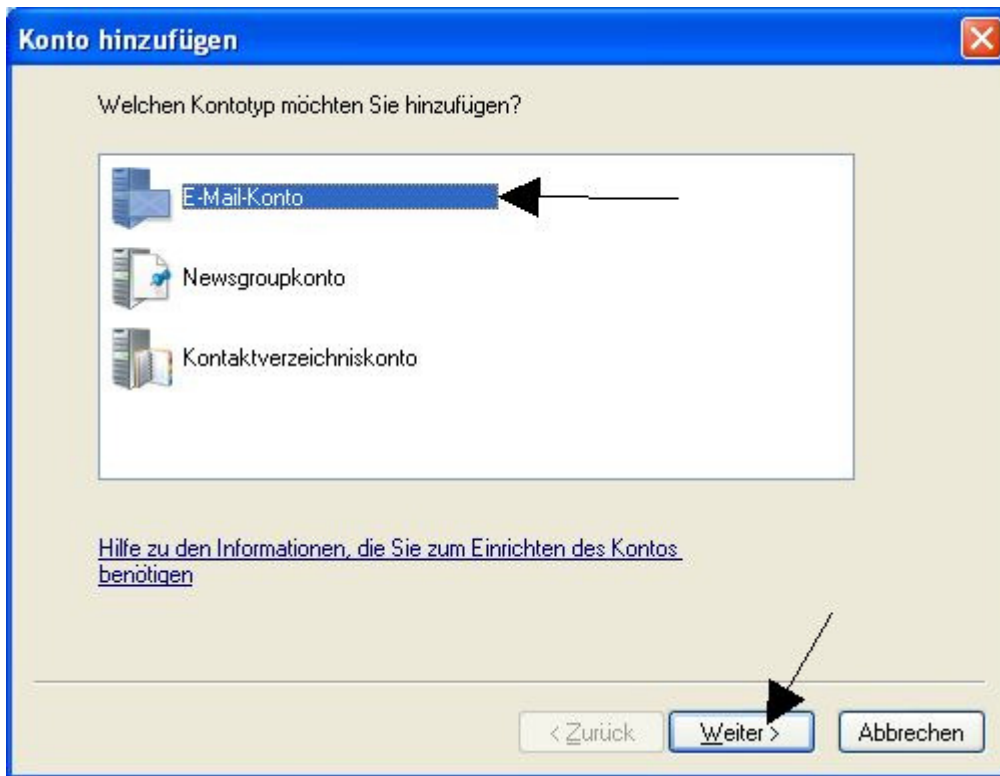 Konto hinzufügen
Welchen Kontotyp möchten Sie hinzufügen?
E-Mail-Konto
Newsgroupkonto
Kontaktverzeichniskonto
Hilfe zu den Informationen, die Sie zum Einrichten des Kontos
benötigen
< Zurück Weiter > Abbrechen